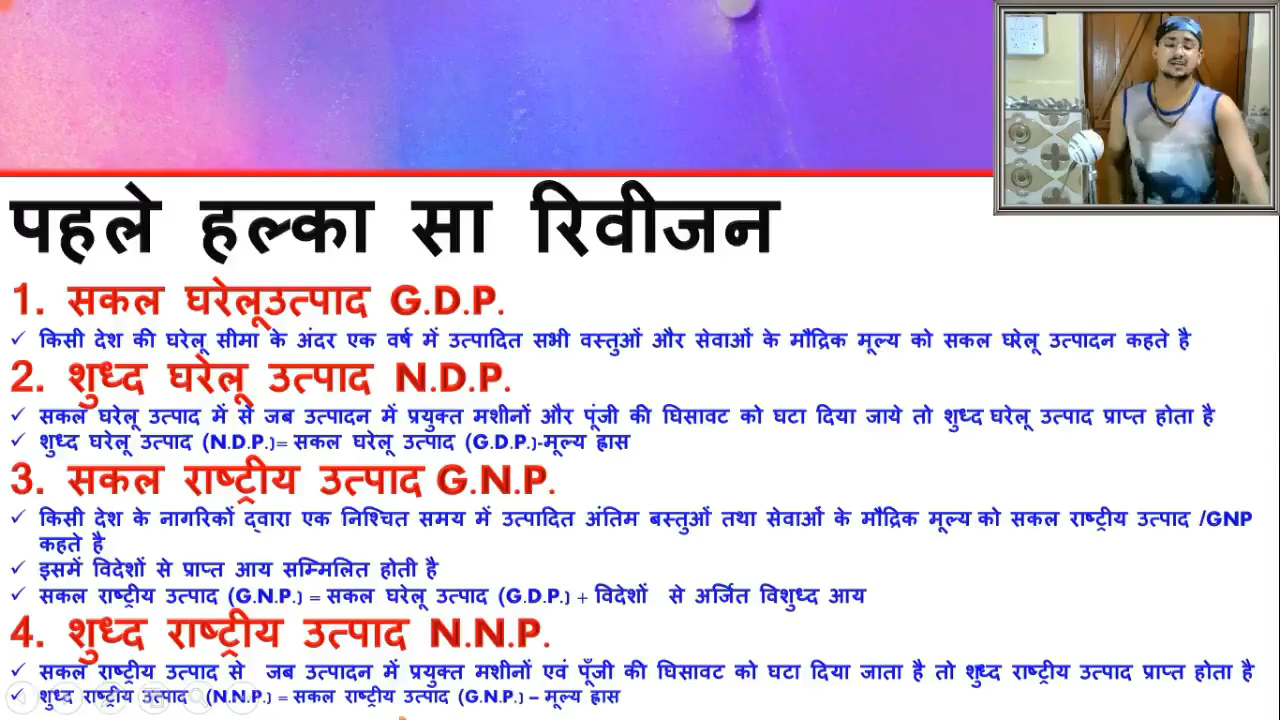 पहले हल्का सा रिवीजन
1. सकल घरेलूउत्पाद G.D.P.
✓ किसी देश की घरेलू सीमा के अंदर एक वर्ष में उत्पादित सभी वस्तुओं और सेवाओं के मौद्रिक मूल्य को सकल घरेलू उत्पादन कहते है
2. शुध्द घरेलू उत्पाद N.D.P.
✓ सकल घरेलू उत्पाद में से जब उत्पादन में प्रयुक्त मशीनों और पूंजी की घिसावट को घटा दिया जाये तो शुध्द घरेलू उत्पाद प्राप्त होता है
✓ शुध्द घरेलू उत्पाद (N.D.P.)= सकल घरेलू उत्पाद (G.D.P.)-मूल्य ह्रास
3. सकल राष्ट्रीय उत्पाद G.N.P.
✓ किसी देश के नागरिकों द्वारा एक निश्चित समय में उत्पादित अंतिम बस्तुओं तथा सेवाओं के मौद्रिक मूल्य को सकल राष्ट्रीय उत्पाद /GNP
कहते है
✓ इसमें विदेशों से प्राप्त आय सम्मिलित होती है
✓ सकल राष्ट्रीय उत्पाद (G.N.P.) = सकल घरेलू उत्पाद (G.D.P.) + विदेशों से अर्जित विशुध्द आय
4. शुध्द राष्ट्रीय उत्पाद N.N.P.
✓ सकल राष्ट्रीय उत्पाद से जब उत्पादन में प्रयुक्त मशीनों एवं पूँजी की घिसावट को घटा दिया जाता है तो शुध्द राष्ट्रीय उत्पाद प्राप्त होता है
✓ शुध्द राष्ट्रीय उत्पाद (N.N.P.) = सकल राष्ट्रीय उत्पाद (G.N.P.) – मूल्य ह्रास